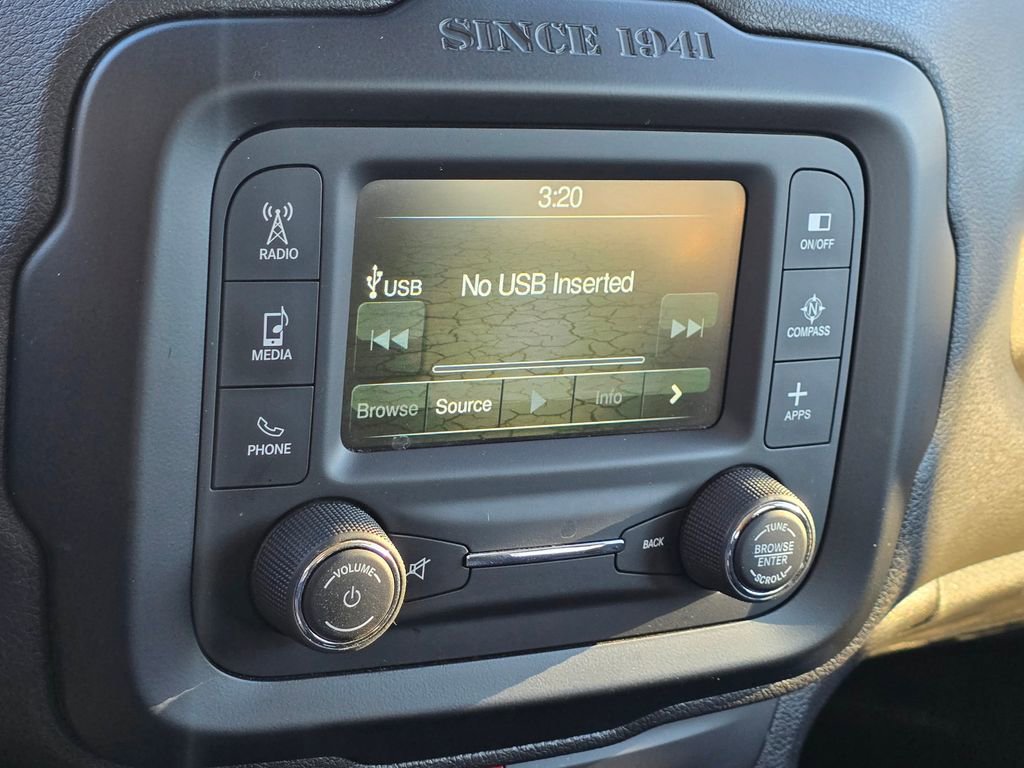 SINCE 1941
3:20
RADIO
ON/OFF
USB
No USB Inserted
MEDIA
N
COMPASS
Browse
Source
Info
APPS
PHONE
VOLUME
BACK
TUNE
BROWSE
ENTER
SCROLL